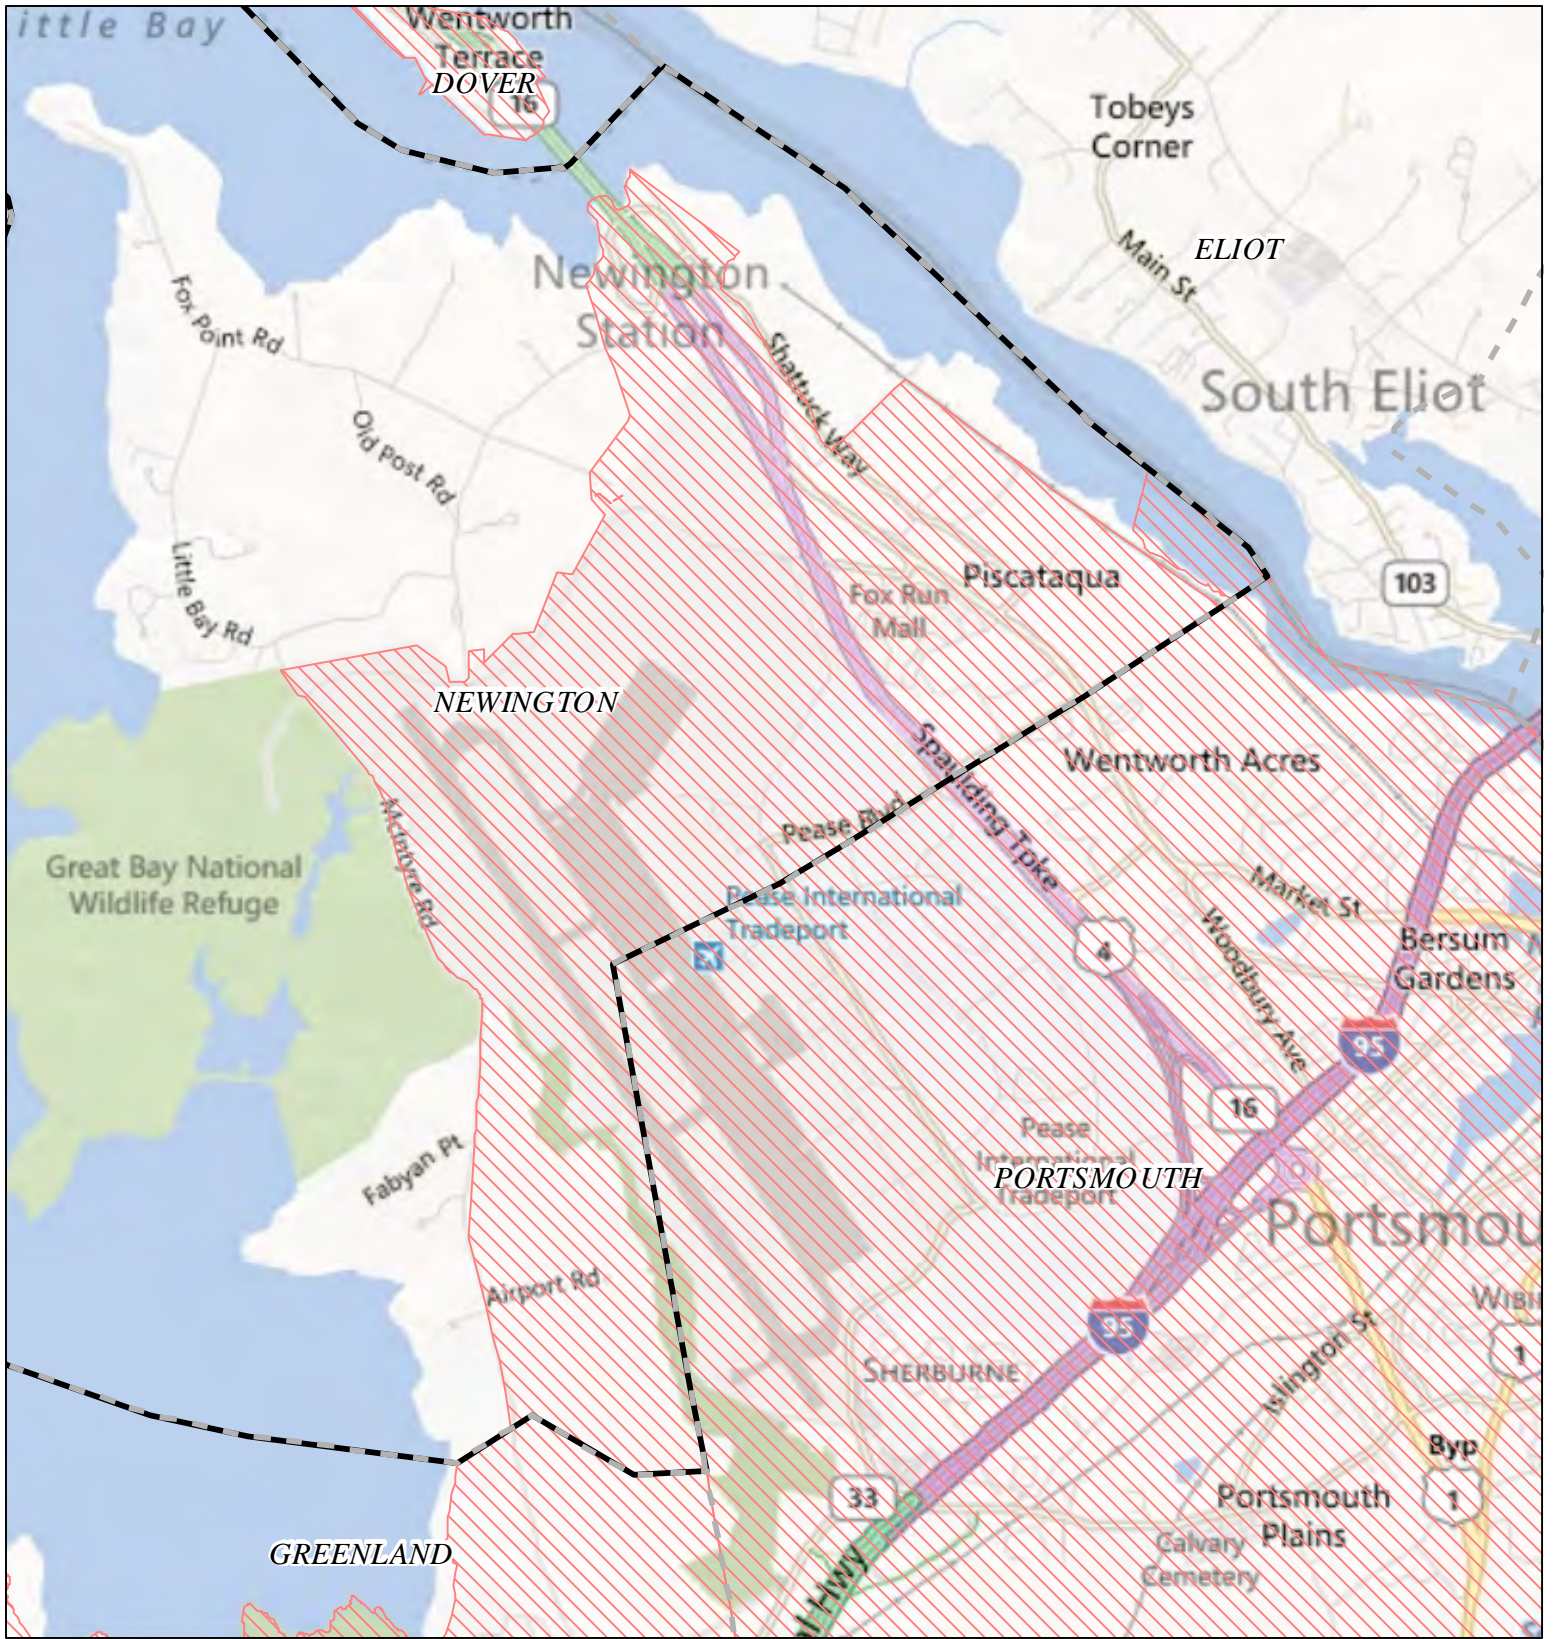 ittle Bay
Wentworth
Terrace
DOVER
16
Tobeys
Corner
Main St
ELIOT
Newington
Station
Fox Point Rd
Shattuck Way
South Eliot
Old Post Rd
Little Bay Rd
Piscataqua
Fox Run
Mall
103
NEWINGTON
Spaulding Tpke
Wentworth Acres
Pease Blvd
McIntyre Rd
Great Bay National
Wildlife Refuge
Pease International
Tradeport
Market St
Woodbury Ave
4
Bersum
Gardens
95
16
Fabyan Pt
Pease
International
Tradeport
PORTSMOUTH
Portsmou
Airport Rd
95
Islington St
WIBI
1
SHERBURNE
Byp
1
33
Portsmouth
Plains
Calvary
Cemetery
GREENLAND
Hwy